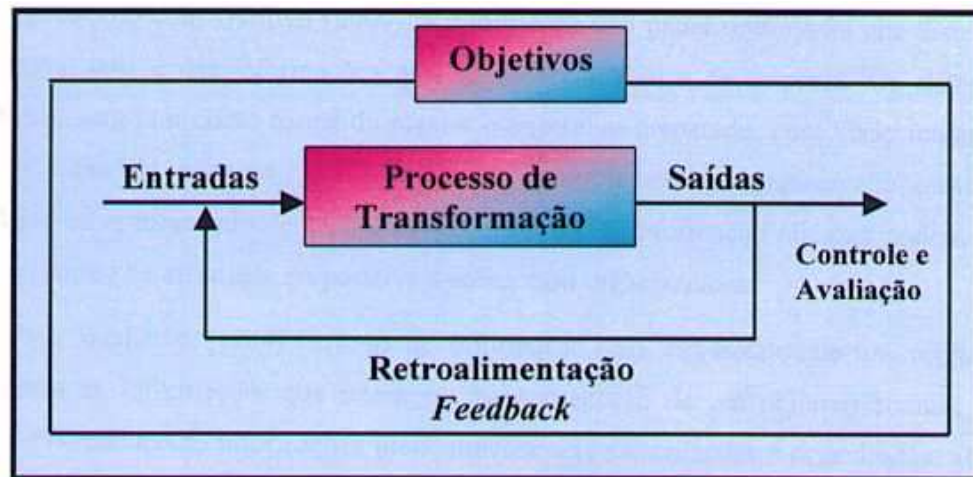 Objetivos
Entradas
Processo de
Transformação
Saídas
Controle e
Avaliação
Retroalimentação
Feedback